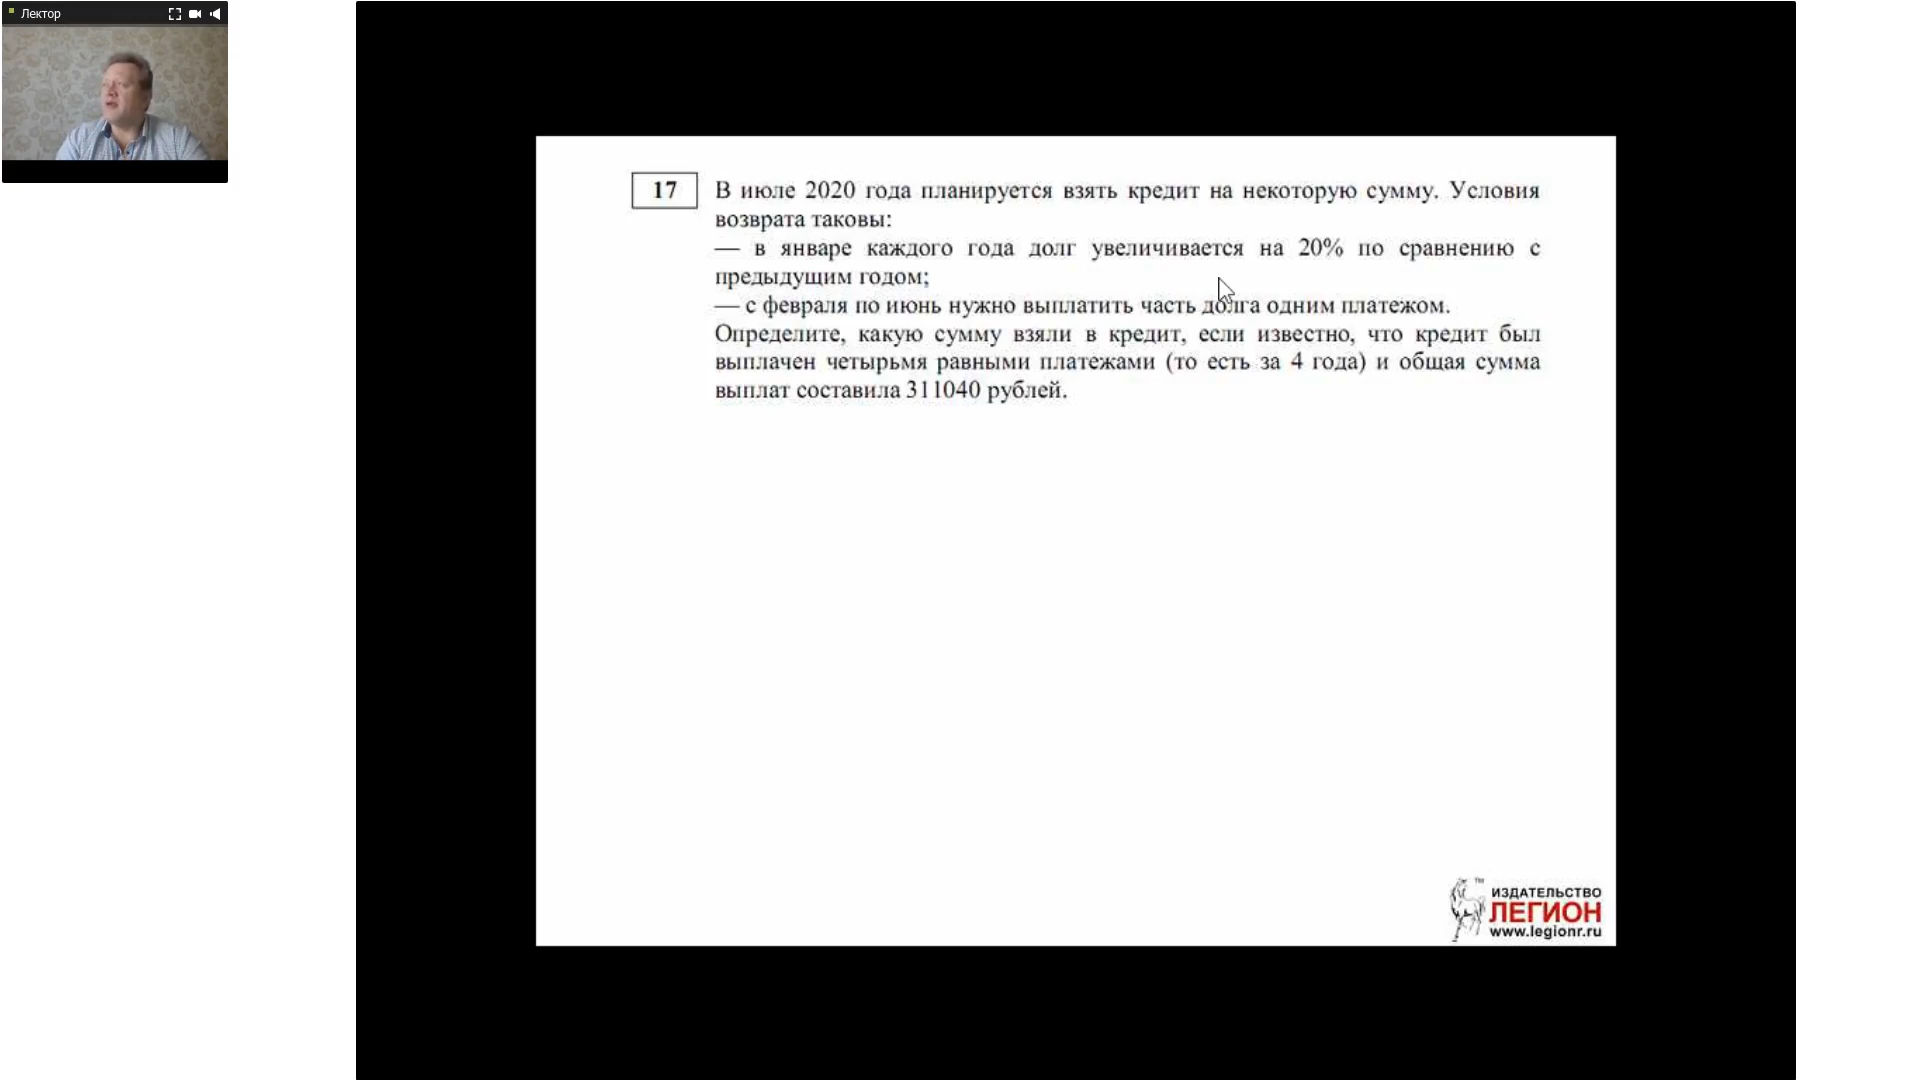 Лектор
17
В июле 2020 года планируется взять кредит на некоторую сумму. Условия
возврата таковы:
— в январе каждого года долг увеличивается на 20% по сравнению с
предыдущим годом;
— с февраля по июнь нужно выплатить часть долга одним платежом.
Определите, какую сумму взяли в кредит, если известно, что кредит был
выплачен четырьмя равными платежами (то есть за 4 года) и общая сумма
выплат составила 311040 рублей.
TM
ИЗДАТЕЛЬСТВО
ЛЕГИОН
www.legionr.ru